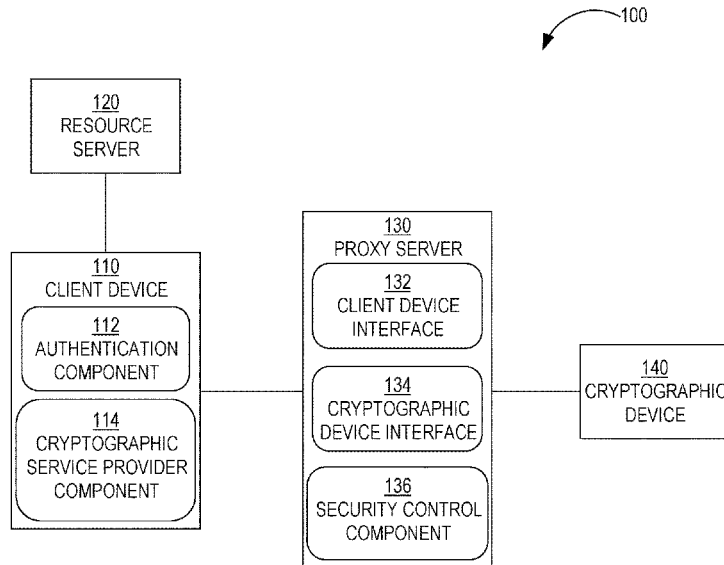 100
120
RESOURCE
SERVER
110
CLIENT DEVICE
112
AUTHENTICATION
COMPONENT
114
CRYPTOGRAPHIC
SERVICE PROVIDER
COMPONENT
130
PROXY SERVER
132
CLIENT DEVICE
INTERFACE
134
CRYPTOGRAPHIC
DEVICE INTERFACE
136
SECURITY CONTROL
COMPONENT
140
CRYPTOGRAPHIC
DEVICE